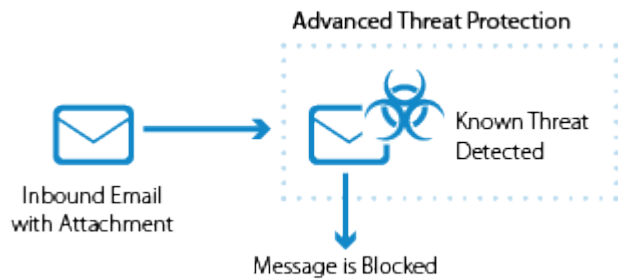 Advanced Threat Protection
Known Threat
Detected
Inbound Email
with Attachment
Message is Blocked